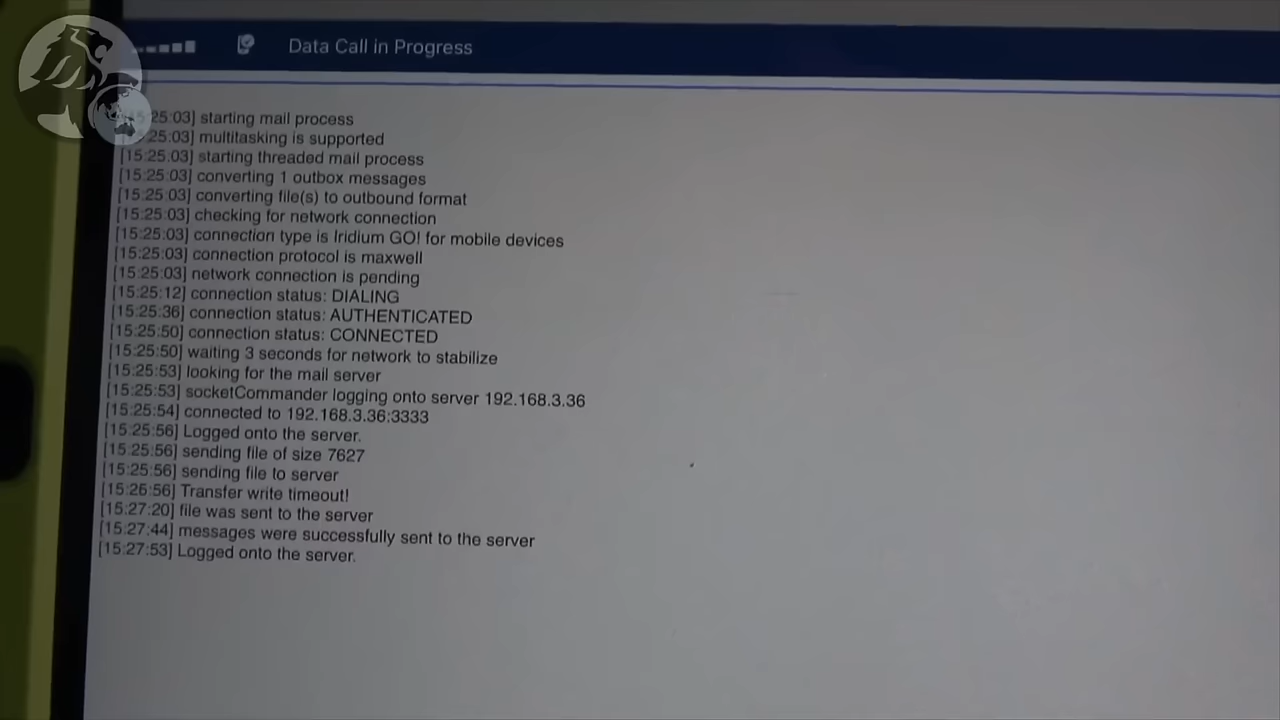 Data Call in Progress
25:03] starting mail process
:25:03] multitasking is supported
[15:25:03] starting threaded mail process
[15:25:03] converting 1 outbox messages
[15:25:03] converting file(s) to outbound format
[15:25:03] checking for network connection
[15:25:03] connection type is Iridium GO! for mobile devices
[15:25:03] connection protocol is maxwell
[15:25:03] network connection is pending
[15:25:12] connection status: DIALING
[15:25:36] connection status: AUTHENTICATED
[15:25:50] connection status: CONNECTED
[15:25:50] waiting 3 seconds for network to stabilize
[15:25:53] looking for the mail server
[15:25:53] socketCommander logging onto server 192.168.3.36
[15:25:54] connected to 192.168.3.36:3333
[15:25:56] Logged onto the server.
[15:25:56] sending file of size 7627
[15:25:56] sending file to server
[15:26:56] Transfer write timeout!
[15:27:20] file was sent to the server
[15:27:44] messages were successfully sent to the server
[15:27:53] Logged onto the server.